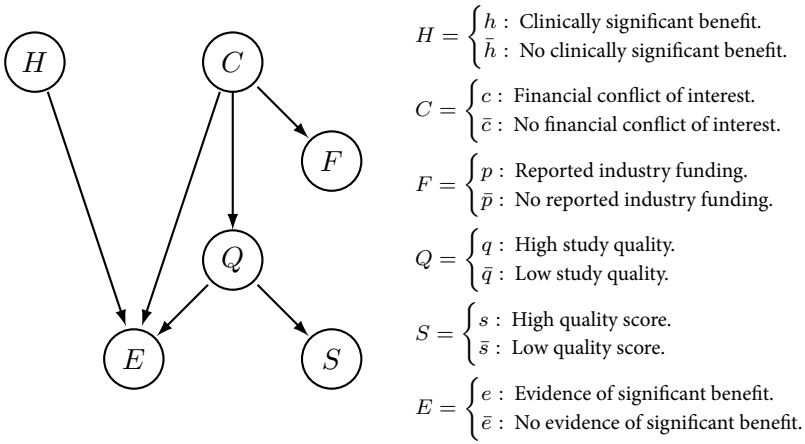 H
C
F
Q
E
S
H = { h : Clinically significant benefit.
h̄ : No clinically significant benefit.
C = { c : Financial conflict of interest.
c̄ : No financial conflict of interest.
F = { p : Reported industry funding.
p̄ : No reported industry funding.
Q = { q : High study quality.
q̄ : Low study quality.
S = { s : High quality score.
s̄ : Low quality score.
E = { e : Evidence of significant benefit.
ē : No evidence of significant benefit.